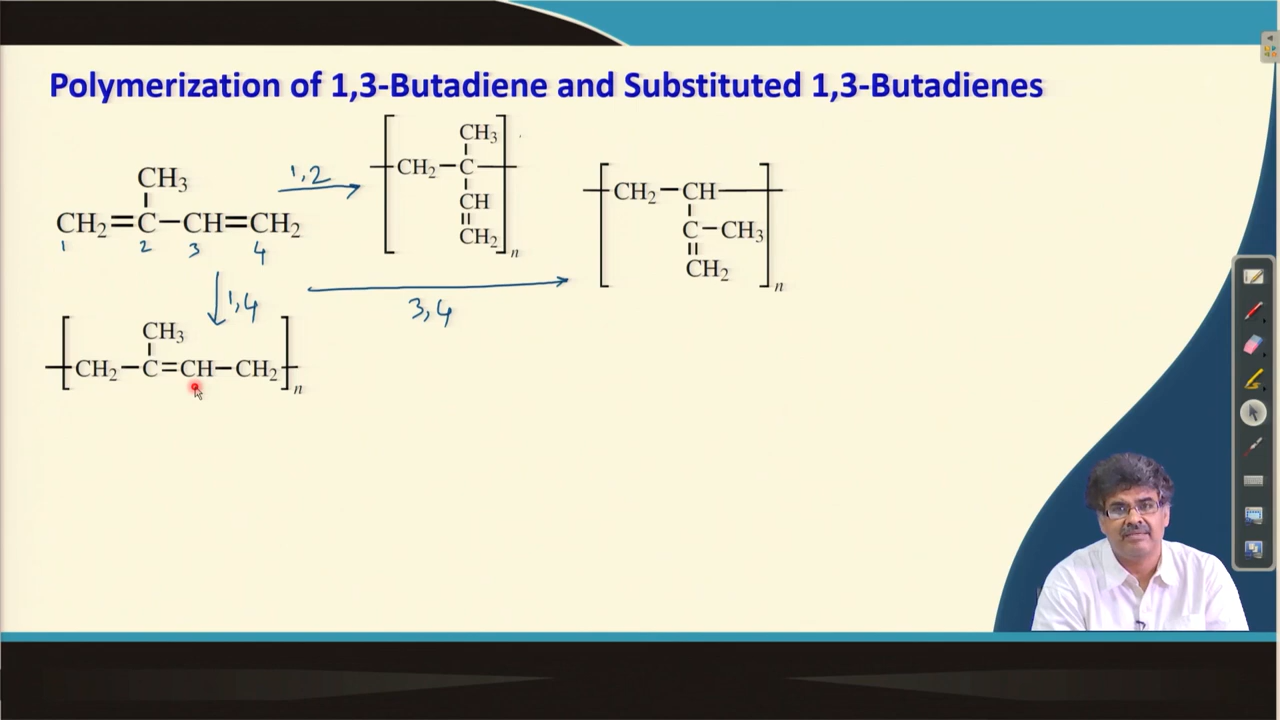 Polymerization of 1,3-Butadiene and Substituted 1,3-Butadienes
CH3
CH2=C–CH=CH2
1 2 3 4
1,2
CH3
CH2–C
CH
CH2
n
CH2–CH
C–CH3
CH2
n
1,4
3,4
CH3
CH2–C=CH–CH2
n